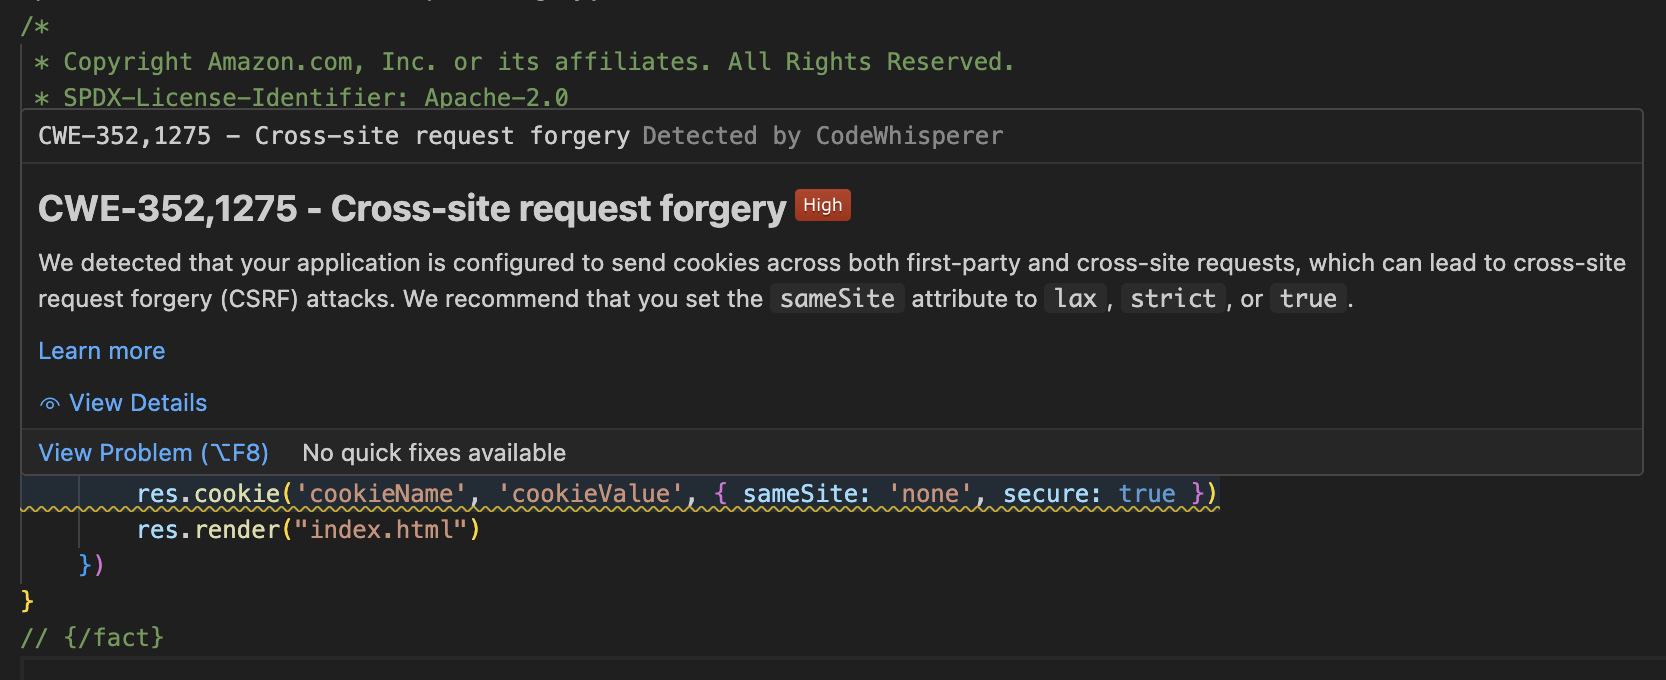 /*
* Copyright Amazon.com, Inc. or its affiliates. All Rights Reserved.
* SPDX-License-Identifier: Apache-2.0
CWE-352,1275 - Cross-site request forgery Detected by CodeWhisperer
CWE-352,1275 - Cross-site request forgery High
We detected that your application is configured to send cookies across both first-party and cross-site requests, which can lead to cross-site
request forgery (CSRF) attacks. We recommend that you set the sameSite attribute to lax, strict, or true.
Learn more
View Details
View Problem (⌥F8) No quick fixes available
res.cookie('cookieName', 'cookieValue', { sameSite: 'none', secure: true })
res.render("index.html")
})
}
// {/fact}